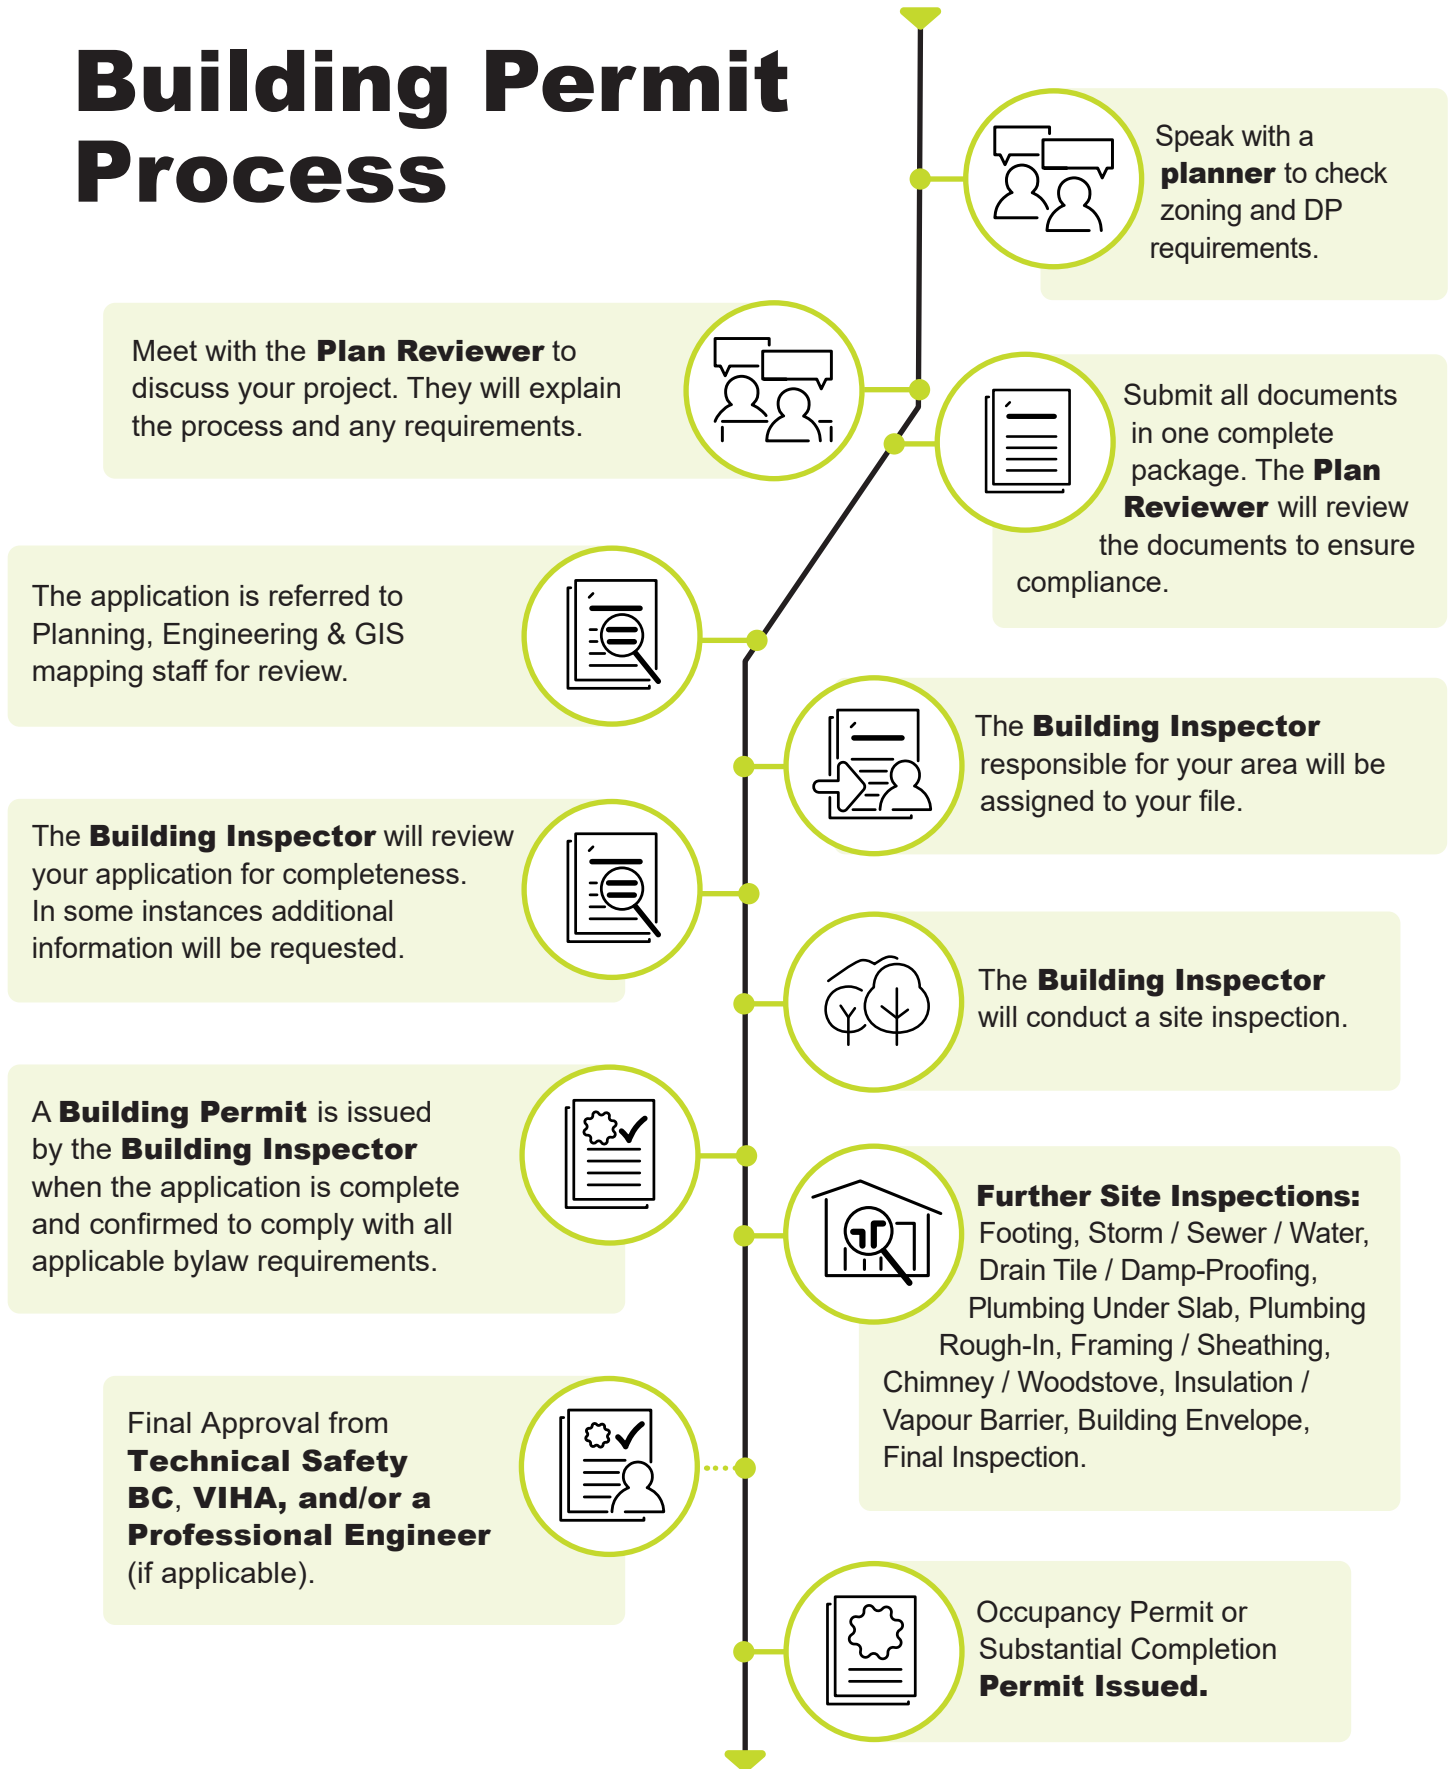 Building Permit
Process
Speak with a
planner to check
zoning and DP
requirements.
Meet with the Plan Reviewer to
discuss your project. They will explain
the process and any requirements.
Submit all documents
in one complete
package. The Plan
Reviewer will review
the documents to ensure
compliance.
The application is referred to
Planning, Engineering & GIS
mapping staff for review.
The Building Inspector
responsible for your area will be
assigned to your file.
The Building Inspector will review
your application for completeness.
In some instances additional
information will be requested.
The Building Inspector
will conduct a site inspection.
A Building Permit is issued
by the Building Inspector
when the application is complete
and confirmed to comply with all
applicable bylaw requirements.
Further Site Inspections:
Footing, Storm / Sewer / Water,
Drain Tile / Damp-Proofing,
Plumbing Under Slab, Plumbing
Rough-In, Framing / Sheathing,
Chimney / Woodstove, Insulation /
Vapour Barrier, Building Envelope,
Final Inspection.
Final Approval from
Technical Safety
BC, VIHA, and/or a
Professional Engineer
(if applicable).
Occupancy Permit or
Substantial Completion
Permit Issued.